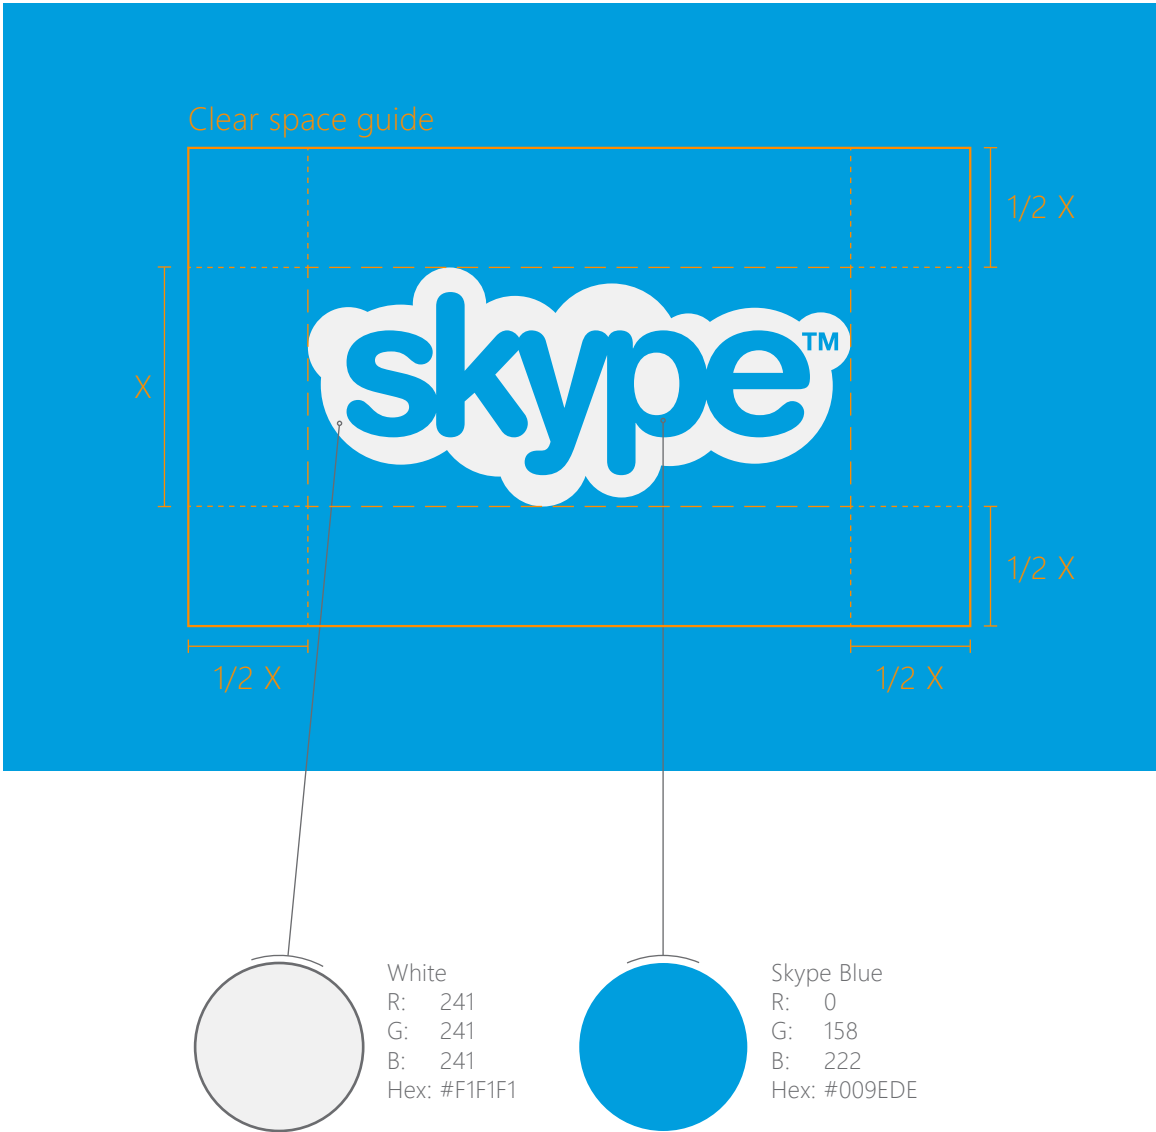 Clear space guide
1/2 X
skype™
X
1/2 X
1/2 X
1/2 X
White
R: 241
G: 241
B: 241
Hex: #F1F1F1
Skype Blue
R: 0
G: 158
B: 222
Hex: #009EDE